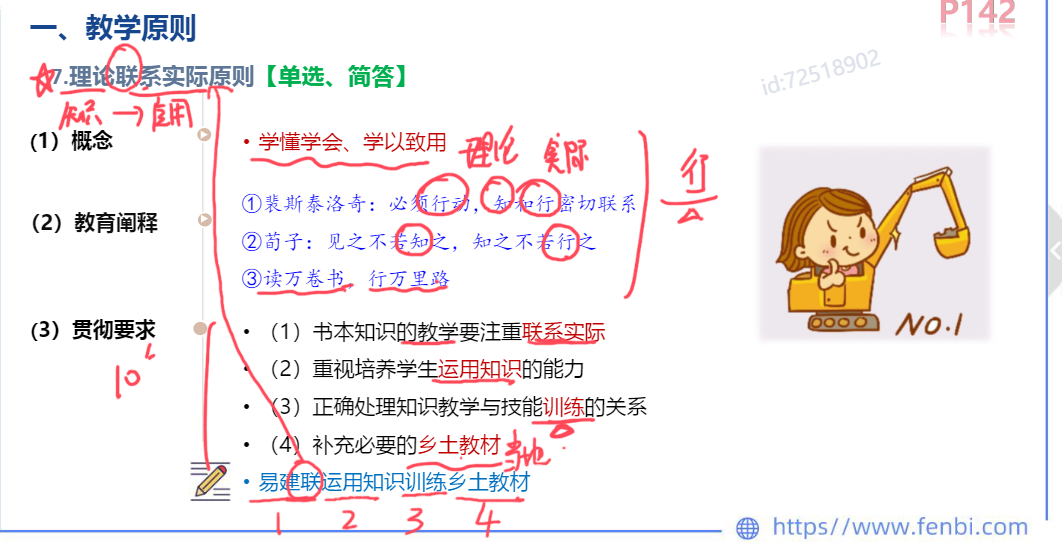 P142
一、教学原则
7.理论联系实际原则【单选、简答】
id:72518902
知识→应用
(1)概念
• 学懂学会、学以致用
理论 实际
行
(2)教育阐释
①裴斯泰洛奇:必须行动,知和行密切联系
②荀子:见之不若知之,知之不若行之
③读万卷书,行万里路
NO.1
(3)贯彻要求
10
• (1)书本知识的教学要注重联系实际
• (2)重视培养学生运用知识的能力
• (3)正确处理知识教学与技能训练的关系
• (4)补充必要的乡土教材
当地
• 易建联运用知识训练乡土教材
1 2 3 4
https//www.fenbi.com